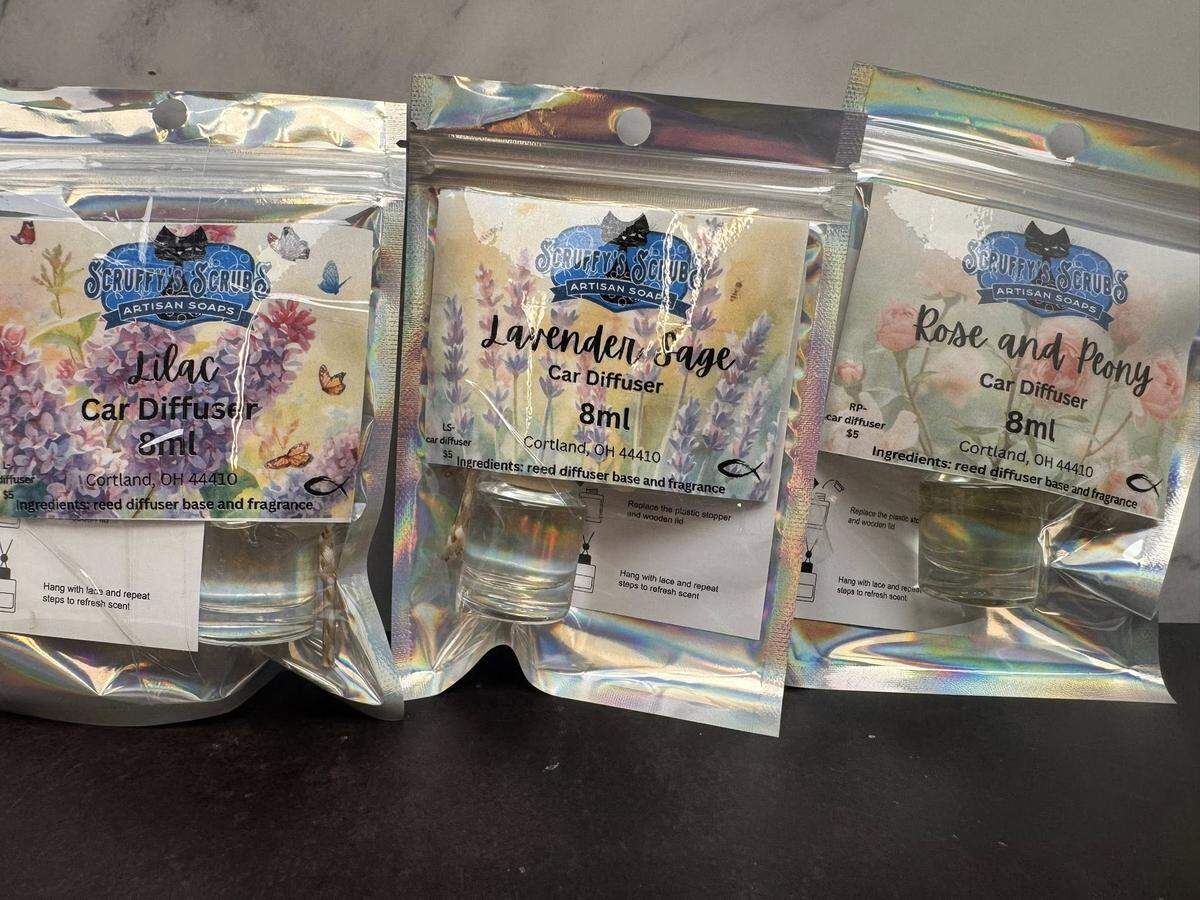 SCRUFFY'S SCRUBS
ARTISAN SOAPS
Lilac
Car Diffuser
8ml
Cortland, OH 44410
diffuser
$5
Ingredients: reed diffuser base and fragrance
and wooden lid
Hang with lace and repeat
steps to refresh scent
SCRUFFY'S SCRUBS
ARTISAN SOAPS
Lavender Sage
Car Diffuser
8ml
Cortland, OH 44410
LS-
car diffuser
$5
Ingredients: reed diffuser base and fragrance
Replace the plastic stopper
and wooden lid
Hang with lace and repeat
steps to refresh scent
SCRUFFY'S SCRUBS
ARTISAN SOAPS
Rose and Peony
Car Diffuser
8ml
Cortland, OH 44410
RP-
car diffuser
$5
Ingredients: reed diffuser base and fragrance
Replace the plastic
and wooden lid
Hang with lace and repeat
steps to refresh scent